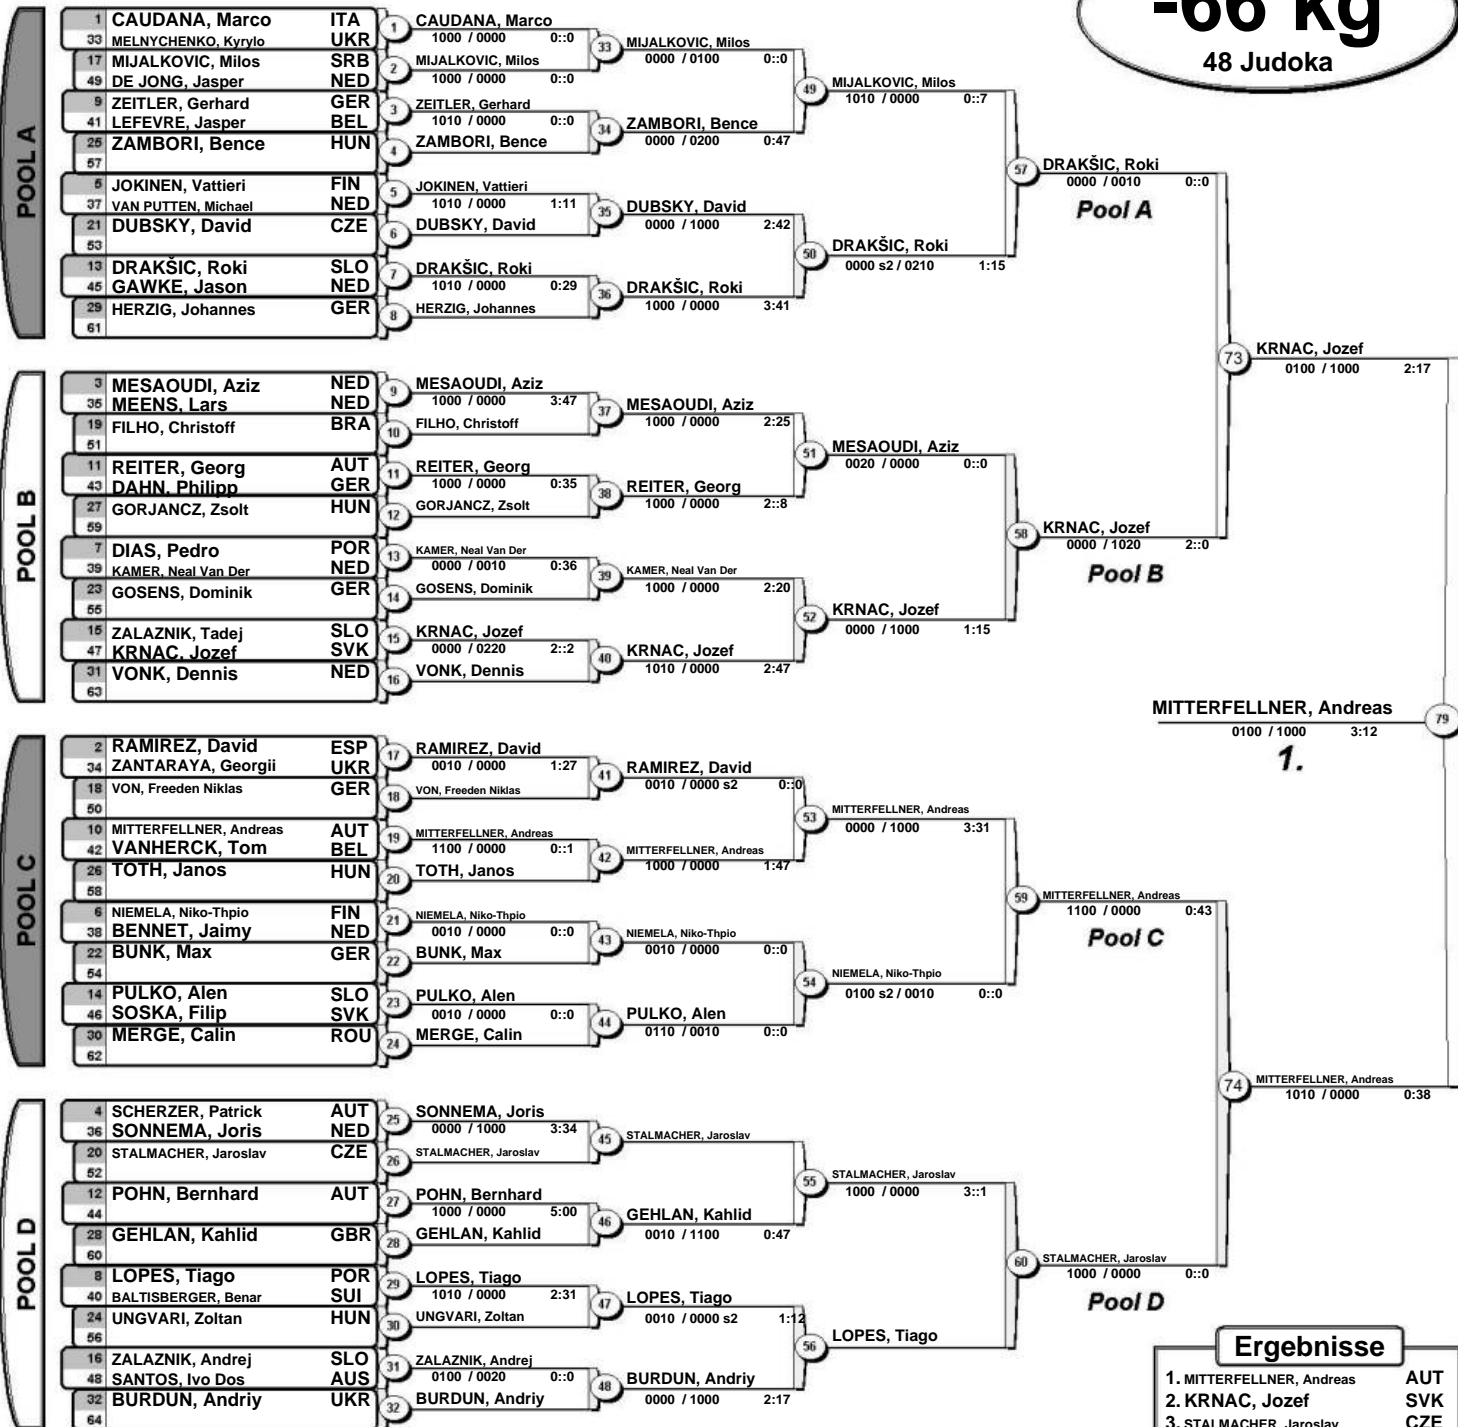 -66 kg
48 Judoka
POOL A
1 CAUDANA, Marco ITA
33 MELNYCHENKO, Kyrylo UKR
17 MIJALKOVIC, Milos SRB
49 DE JONG, Jasper NED
9 ZEITLER, Gerhard GER
41 LEFEVRE, Jasper BEL
25 ZAMBORI, Bence HUN
57
5 JOKINEN, Vattieri FIN
37 VAN PUTTEN, Michael NED
21 DUBSKY, David CZE
53
13 DRAKŠIC, Roki SLO
45 GAWKE, Jason NED
29 HERZIG, Johannes GER
61
1 CAUDANA, Marco
1000 / 0000 0::0
2 MIJALKOVIC, Milos
1000 / 0000 0::0
3 ZEITLER, Gerhard
1010 / 0000 0::0
4 ZAMBORI, Bence
5 JOKINEN, Vattieri
1010 / 0000 1:11
6 DUBSKY, David
7 DRAKŠIC, Roki
1010 / 0000 0:29
8 HERZIG, Johannes
33 MIJALKOVIC, Milos
0000 / 0100 0::0
34 ZAMBORI, Bence
0000 / 0200 0:47
35 DUBSKY, David
0000 / 1000 2:42
36 DRAKŠIC, Roki
1000 / 0000 3:41
49 MIJALKOVIC, Milos
1010 / 0000 0::7
50 DRAKŠIC, Roki
0000 s2 / 0210 1:15
57 DRAKŠIC, Roki
0000 / 0010 0::0
Pool A
POOL B
3 MESAOUDI, Aziz NED
35 MEENS, Lars NED
19 FILHO, Christoff BRA
51
11 REITER, Georg AUT
43 DAHN, Philipp GER
27 GORJANCZ, Zsolt HUN
59
7 DIAS, Pedro POR
39 KAMER, Neal Van Der NED
23 GOSENS, Dominik GER
55
15 ZALAZNIK, Tadej SLO
47 KRNAC, Jozef SVK
31 VONK, Dennis NED
63
9 MESAOUDI, Aziz
1000 / 0000 3:47
10 FILHO, Christoff
11 REITER, Georg
1000 / 0000 0:35
12 GORJANCZ, Zsolt
13 KAMER, Neal Van Der
0000 / 0010 0:36
14 GOSENS, Dominik
15 KRNAC, Jozef
0000 / 0220 2::2
16 VONK, Dennis
37 MESAOUDI, Aziz
1000 / 0000 2:25
38 REITER, Georg
1000 / 0000 2::8
39 KAMER, Neal Van Der
1000 / 0000 2:20
40 KRNAC, Jozef
1010 / 0000 2:47
51 MESAOUDI, Aziz
0020 / 0000 0::0
52 KRNAC, Jozef
0000 / 1000 1:15
58 KRNAC, Jozef
0000 / 1020 2::0
Pool B
73 KRNAC, Jozef
0100 / 1000 2:17
POOL C
2 RAMIREZ, David ESP
34 ZANTARAYA, Georgii UKR
18 VON, Freeden Niklas GER
50
10 MITTERFELLNER, Andreas AUT
42 VANHERCK, Tom BEL
26 TOTH, Janos HUN
58
6 NIEMELA, Niko-Thpio FIN
38 BENNET, Jaimy NED
22 BUNK, Max GER
54
14 PULKO, Alen SLO
46 SOSKA, Filip SVK
30 MERGE, Calin ROU
62
17 RAMIREZ, David
0010 / 0000 1:27
18 VON, Freeden Niklas
19 MITTERFELLNER, Andreas
1100 / 0000 0::1
20 TOTH, Janos
21 NIEMELA, Niko-Thpio
0010 / 0000 0::0
22 BUNK, Max
23 PULKO, Alen
0010 / 0000 0::0
24 MERGE, Calin
41 RAMIREZ, David
0010 / 0000 s2 0::0
42 MITTERFELLNER, Andreas
1000 / 0000 1:47
43 NIEMELA, Niko-Thpio
0010 / 0000 0::0
44 PULKO, Alen
0110 / 0010 0::0
53 MITTERFELLNER, Andreas
0000 / 1000 3:31
54 NIEMELA, Niko-Thpio
0100 s2 / 0010 0::0
59 MITTERFELLNER, Andreas
1100 / 0000 0:43
Pool C
MITTERFELLNER, Andreas 79
0100 / 1000 3:12
1.
POOL D
4 SCHERZER, Patrick AUT
36 SONNEMA, Joris NED
20 STALMACHER, Jaroslav CZE
52
12 POHN, Bernhard AUT
44
28 GEHLAN, Kahlid GBR
60
8 LOPES, Tiago POR
40 BALTISBERGER, Benar SUI
24 UNGVARI, Zoltan HUN
56
16 ZALAZNIK, Andrej SLO
48 SANTOS, Ivo Dos AUS
32 BURDUN, Andriy UKR
64
25 SONNEMA, Joris
0000 / 1000 3:34
26 STALMACHER, Jaroslav
27 POHN, Bernhard
1000 / 0000 5:00
28 GEHLAN, Kahlid
29 LOPES, Tiago
1010 / 0000 2:31
30 UNGVARI, Zoltan
31 ZALAZNIK, Andrej
0100 / 0020 0::0
32 BURDUN, Andriy
45 STALMACHER, Jaroslav
46 GEHLAN, Kahlid
0010 / 1100 0:47
47 LOPES, Tiago
0010 / 0000 s2 1:12
48 BURDUN, Andriy
0000 / 1000 2:17
55 STALMACHER, Jaroslav
1000 / 0000 3::1
56 LOPES, Tiago
60 STALMACHER, Jaroslav
1000 / 0000 0::0
Pool D
74 MITTERFELLNER, Andreas
1010 / 0000 0:38
Ergebnisse
1. MITTERFELLNER, Andreas AUT
2. KRNAC, Jozef SVK
3. STALMACHER, Jaroslav CZE